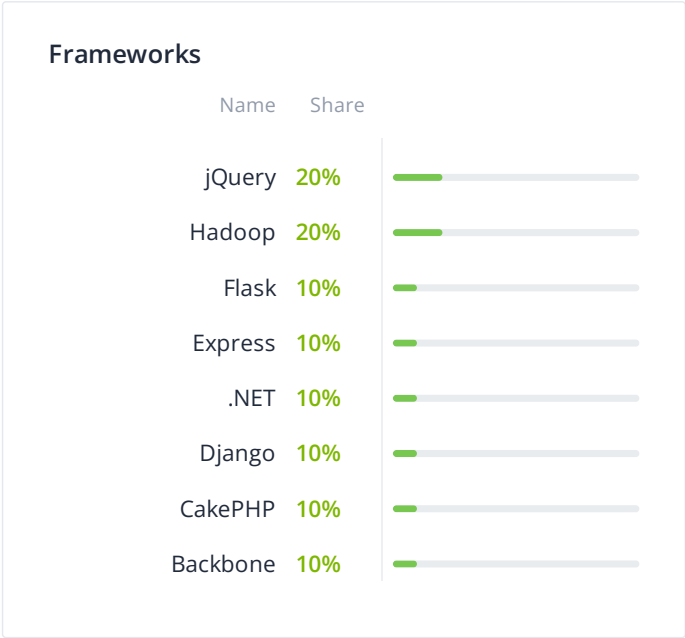 Frameworks
Name Share
jQuery 20%
Hadoop 20%
Flask 10%
Express 10%
.NET 10%
Django 10%
CakePHP 10%
Backbone 10%